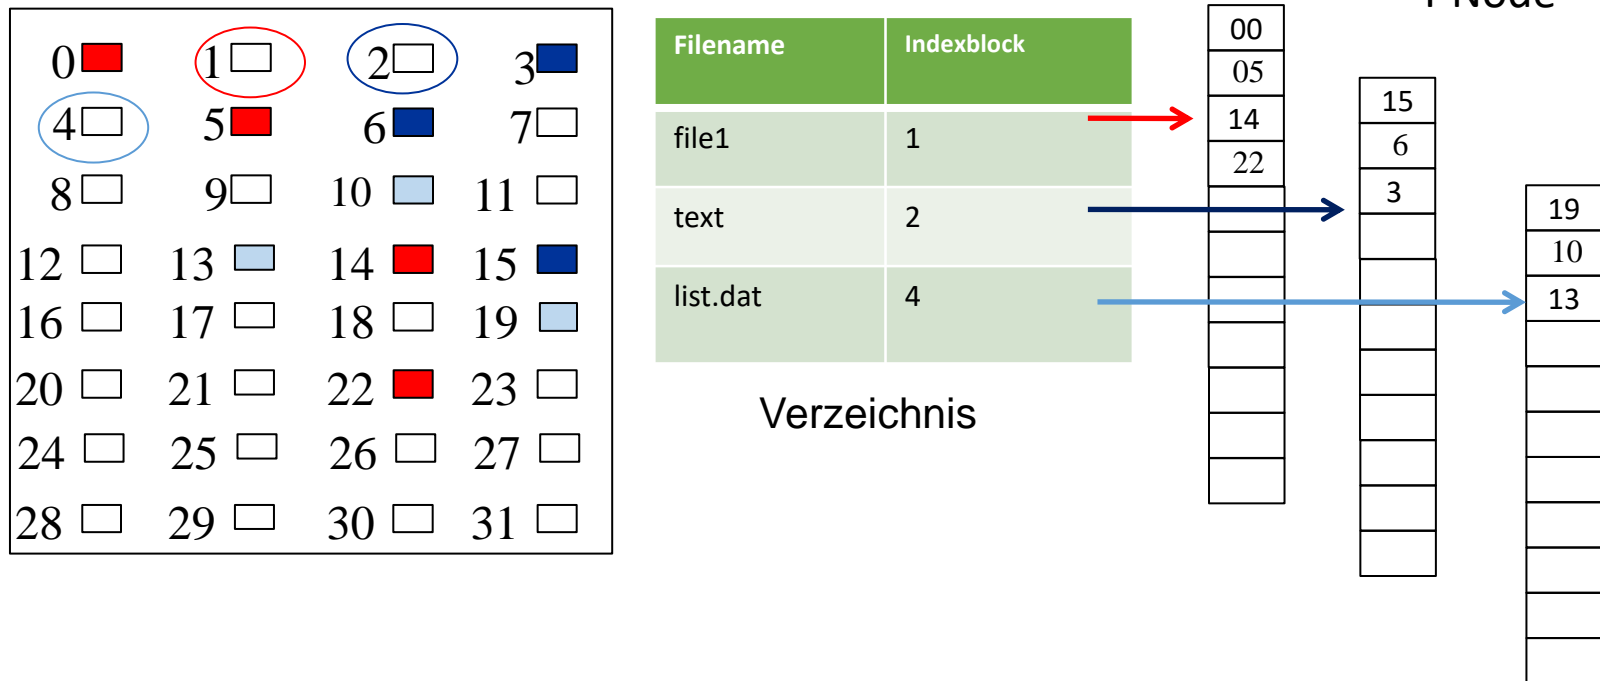 I-Node
0 1 2 3
4 5 6 7
8 9 10 11
12 13 14 15
16 17 18 19
20 21 22 23
24 25 26 27
28 29 30 31
Filename Indexblock
file1 1
text 2
list.dat 4
Verzeichnis
00
05
14
22
15
6
3
19
10
13